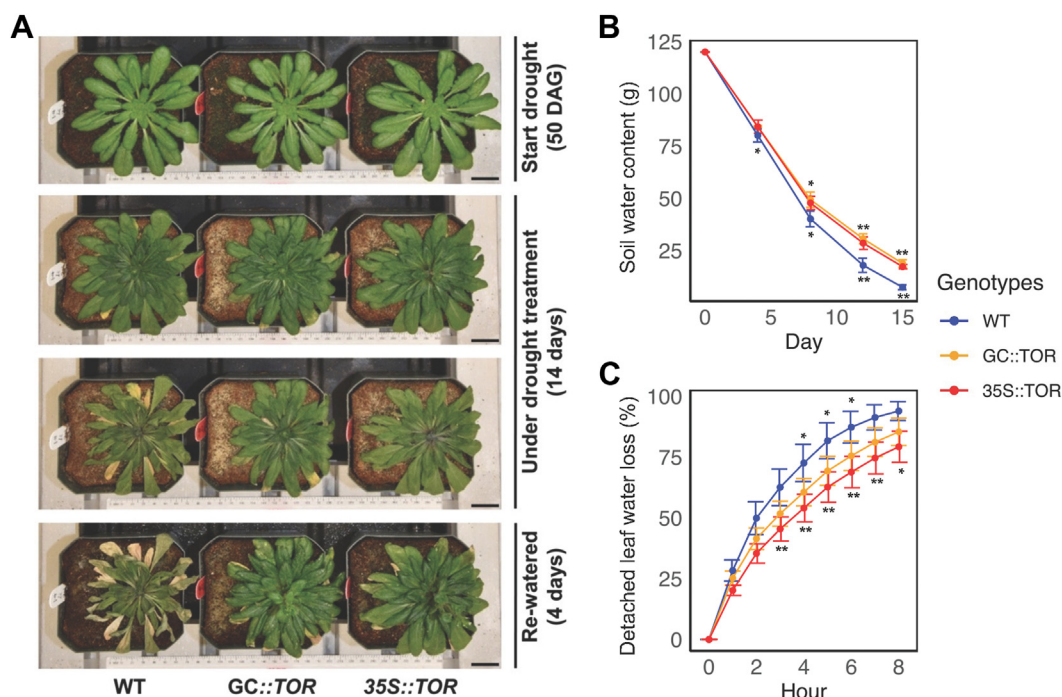 A
Start drought
(50 DAG)
Under drought treatment
(14 days)
Re-watered
(4 days)
WT
GC::TOR
35S::TOR
B
Soil water content (g)
125
100
75
50
25
*
*
*
**
**
**
**
0
5
10
15
Day
Genotypes
WT
GC::TOR
35S::TOR
C
Detached leaf water loss (%)
100
75
50
25
0
*
*
*
**
**
**
**
**
*
0
2
4
6
8
Hour